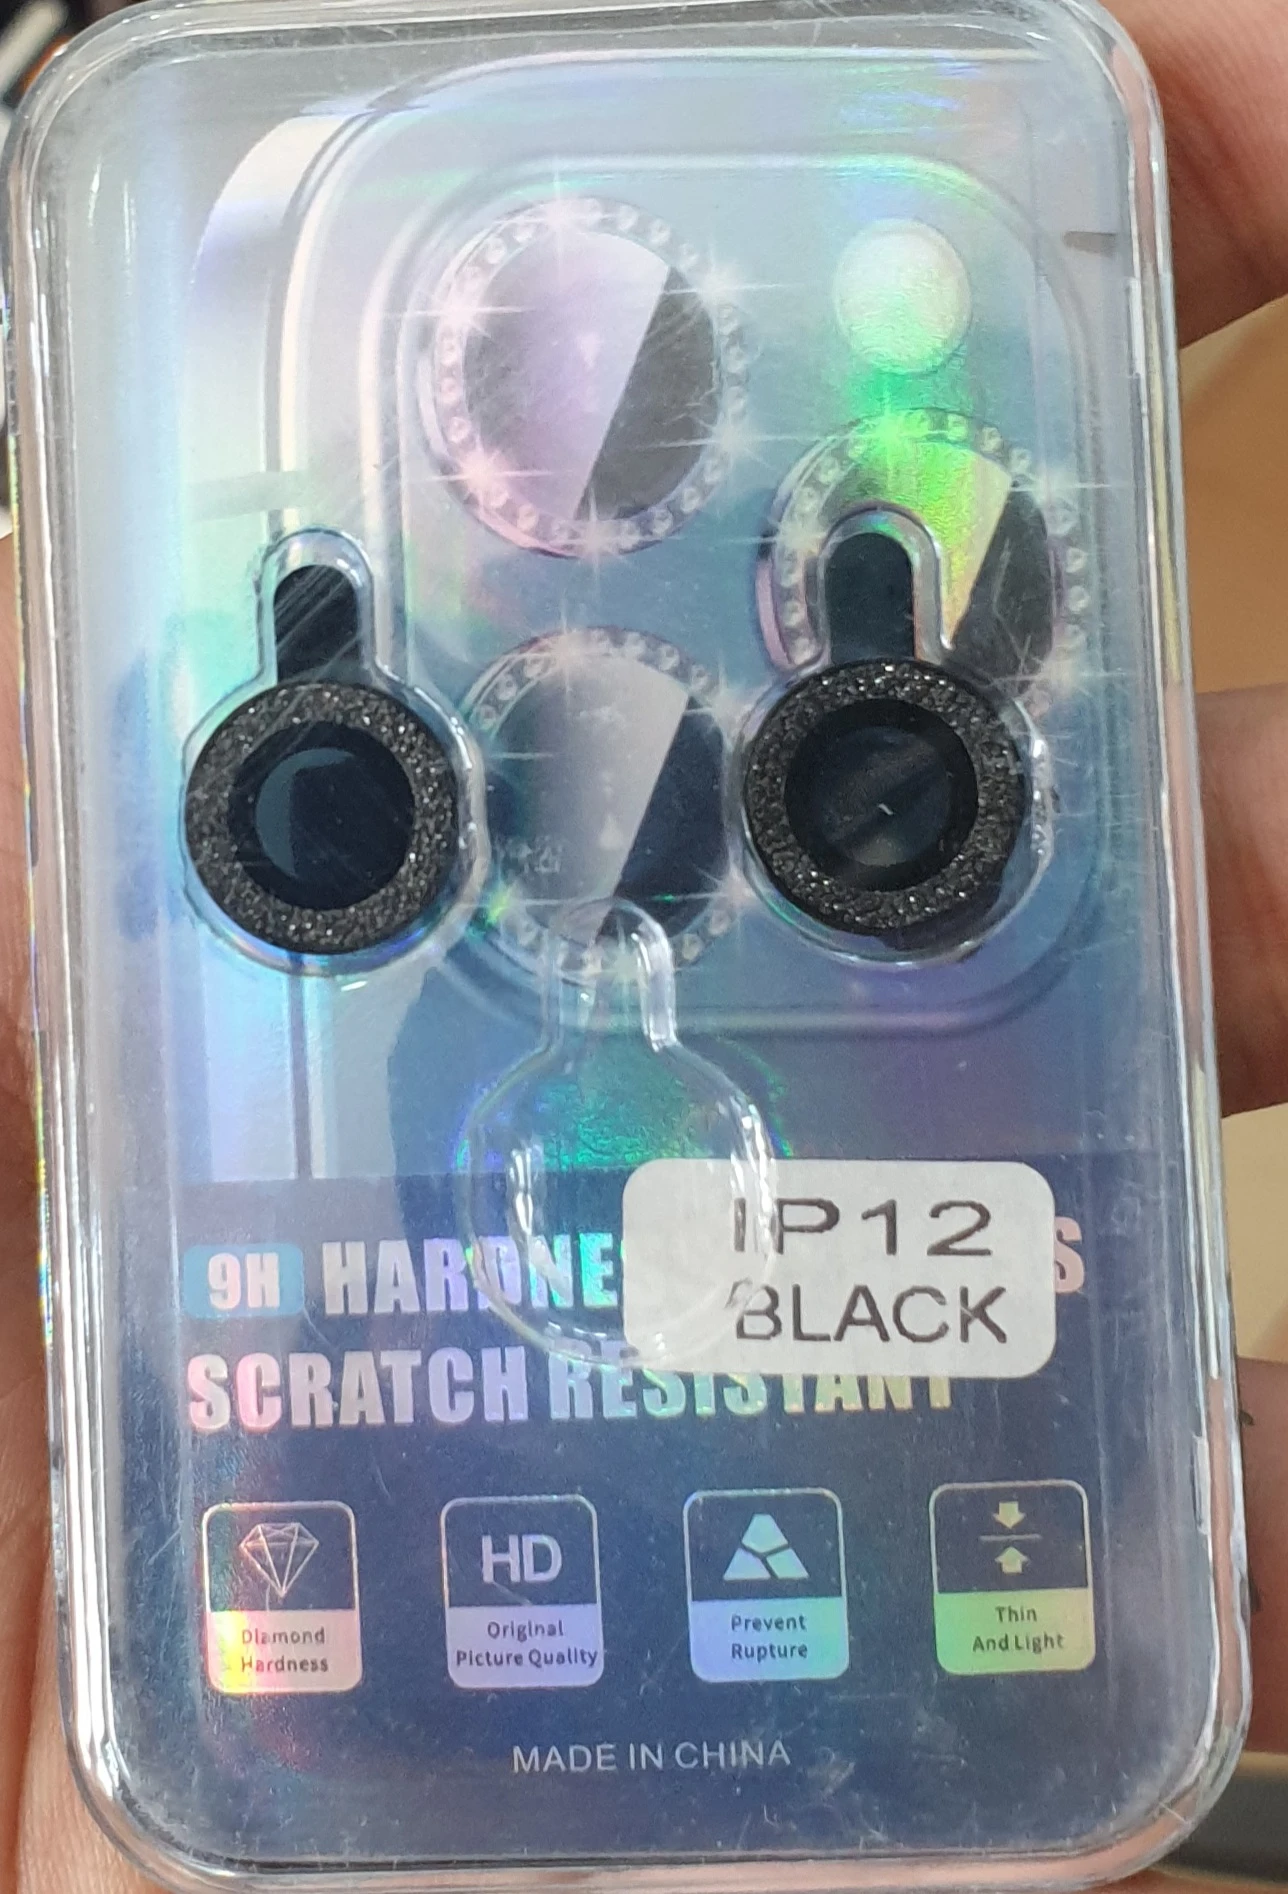 IP12
BLACK
9H HARDNE S
SCRATCH RESISTANT
Diamond
Hardness
HD
Original
Picture Quality
Prevent
Rupture
Thin
And Light
MADE IN CHINA